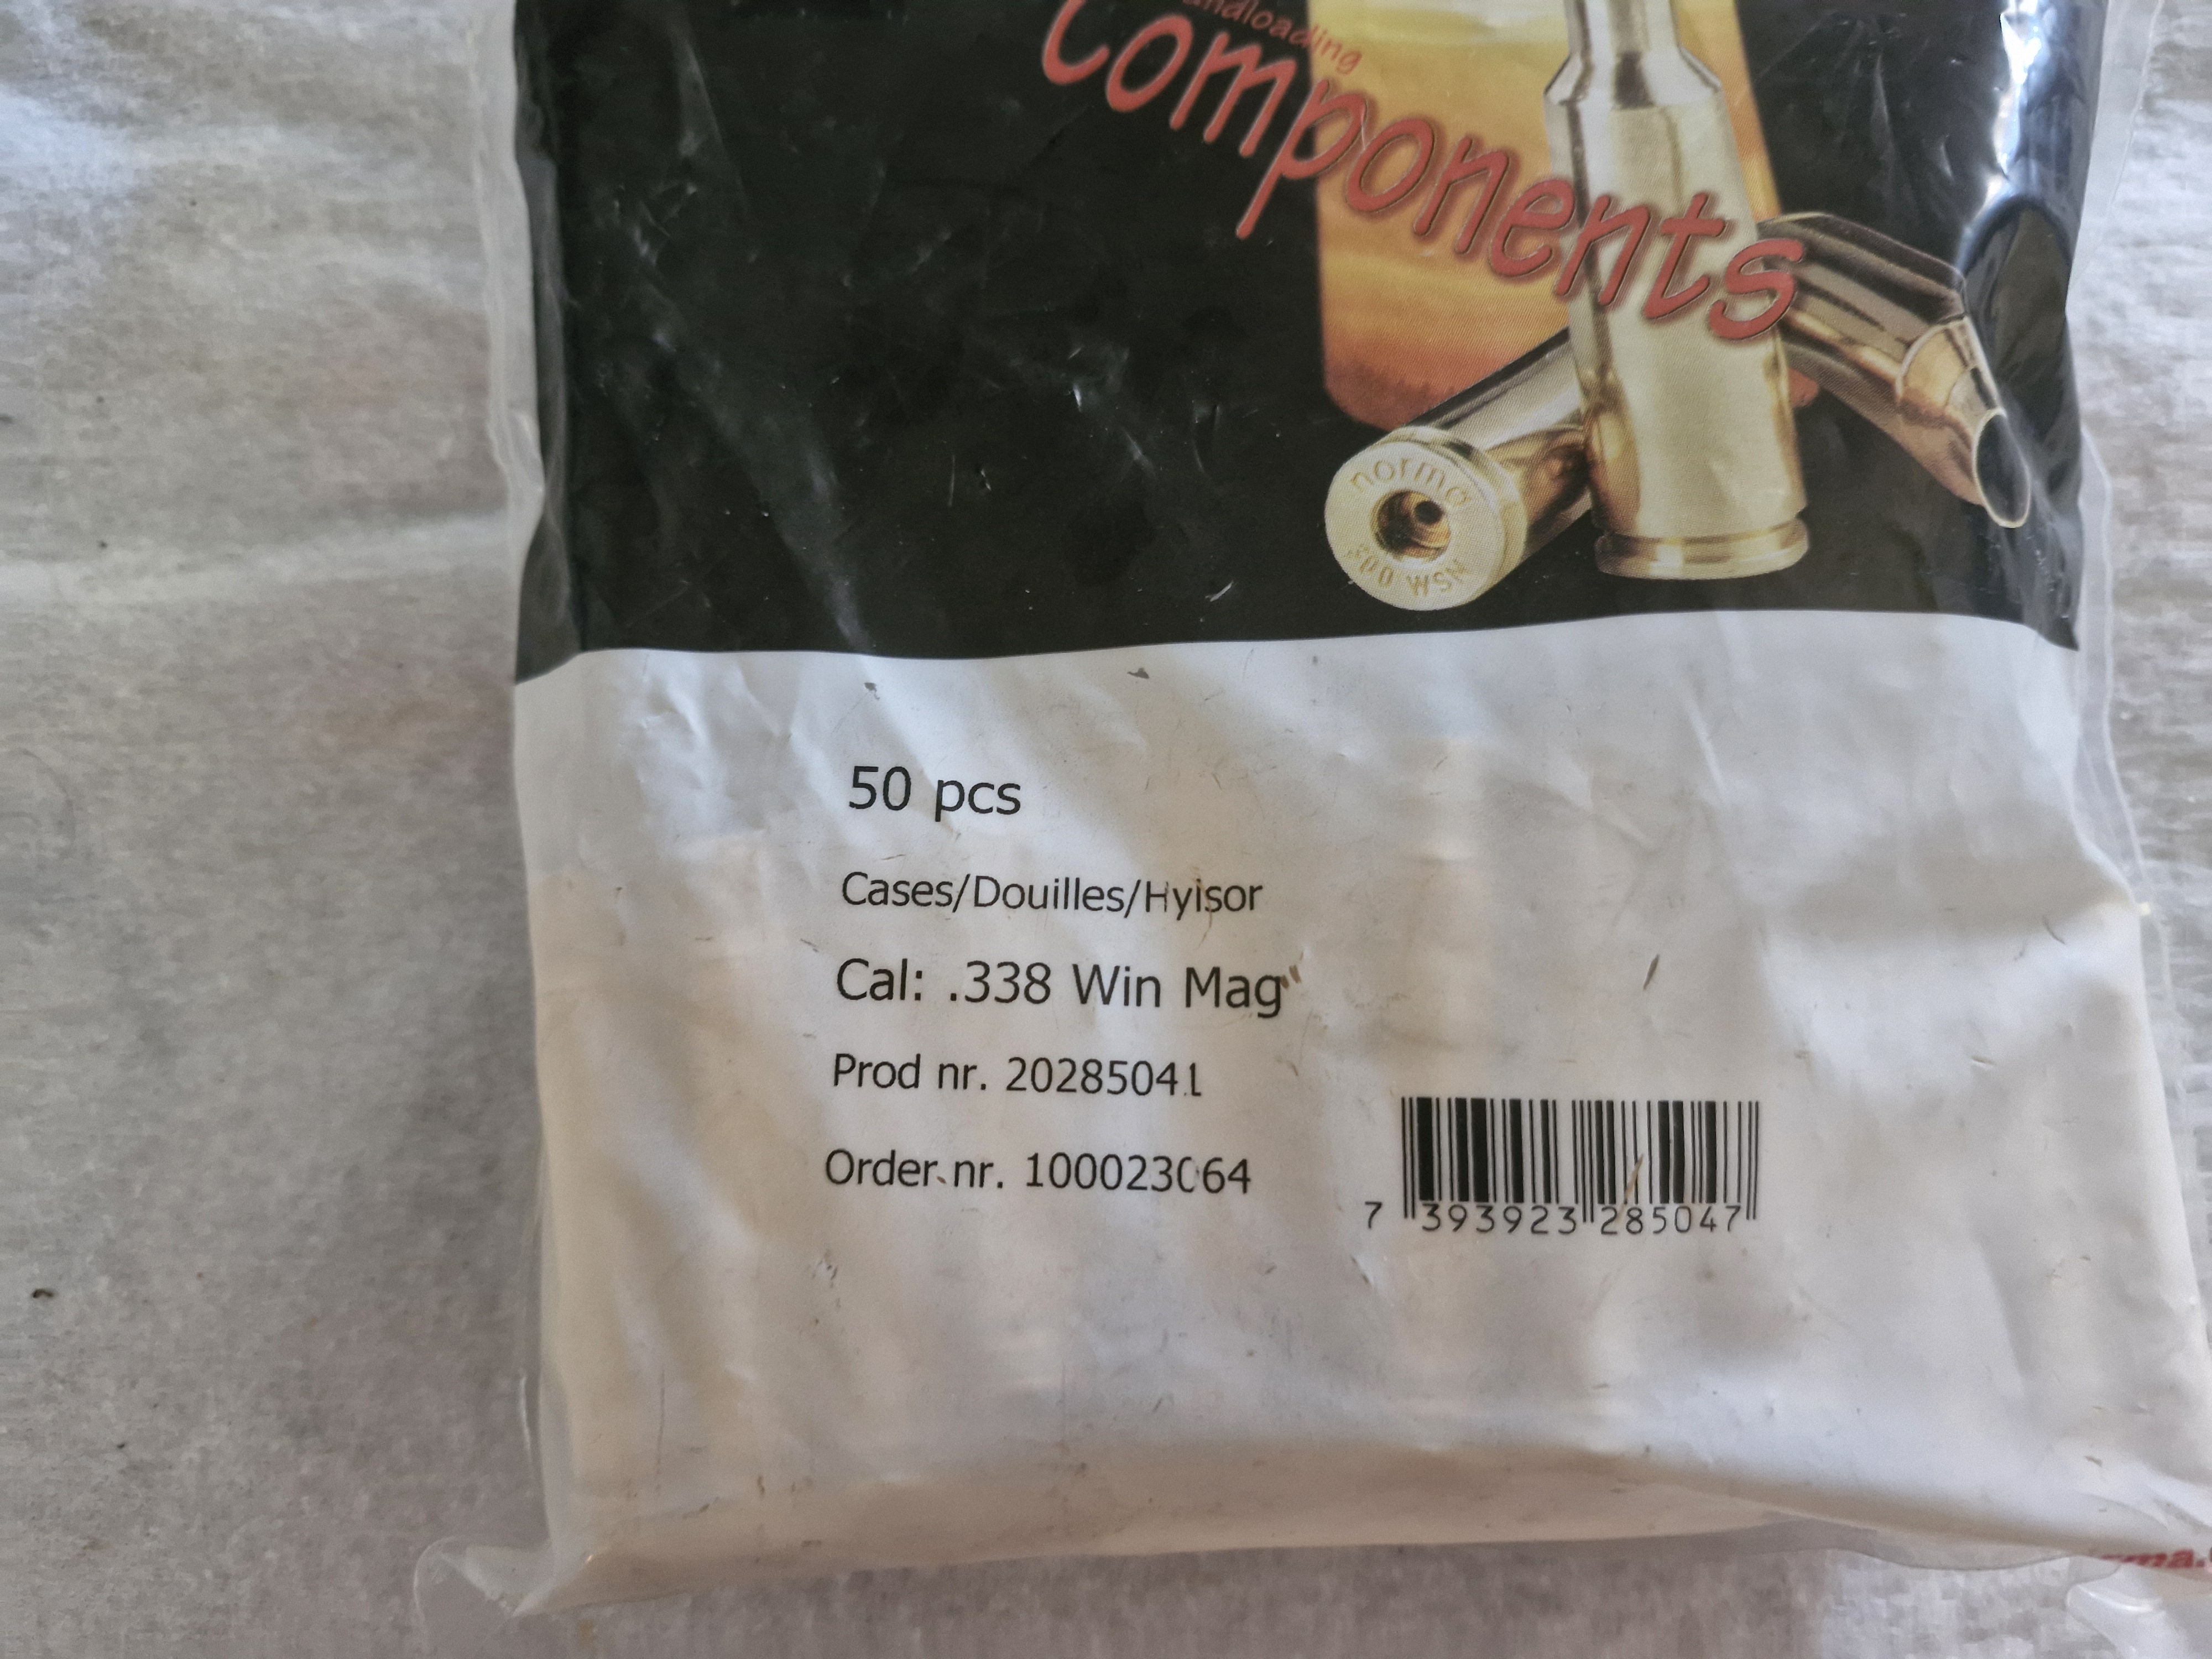 components
norma
300 WSM
50 pcs
Cases/Douilles/Hyisor
Cal: .338 Win Mag
Prod nr. 20285041
Order nr. 100023064
7 393923 285047